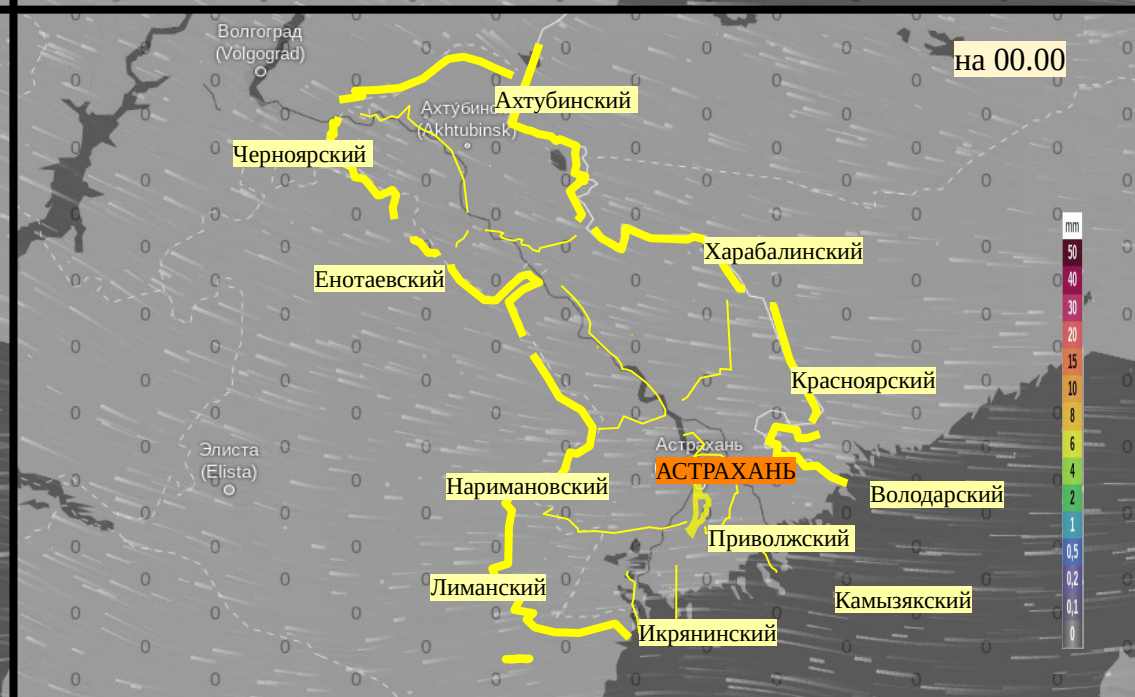 Волгоград
(Volgograd)
на 00.00
Ахтубинский
(Akhtubinsk)
Черноярский
mm
50
40
30
20
15
10
8
6
4
2
1
0,5
0,2
0,1
0
Харабалинский
Енотаевский
Красноярский
Астрахань
Элиста
(Elista)
АСТРАХАНЬ
Наримановский
Володарский
Приволжский
Лиманский
Камызякский
Икрянинский